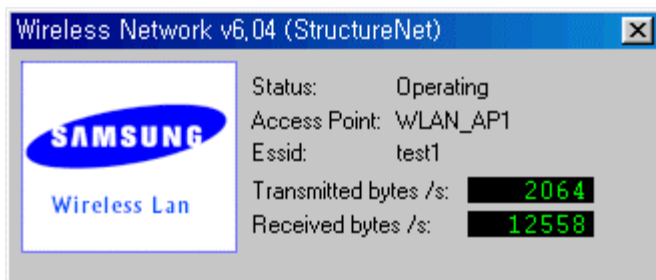 Wireless Network v6,04 (StructureNet)
SAMSUNG
Wireless Lan
Status: Operating
Access Point: WLAN_AP1
Essid: test1
Transmitted bytes /s: 2064
Received bytes /s: 12558